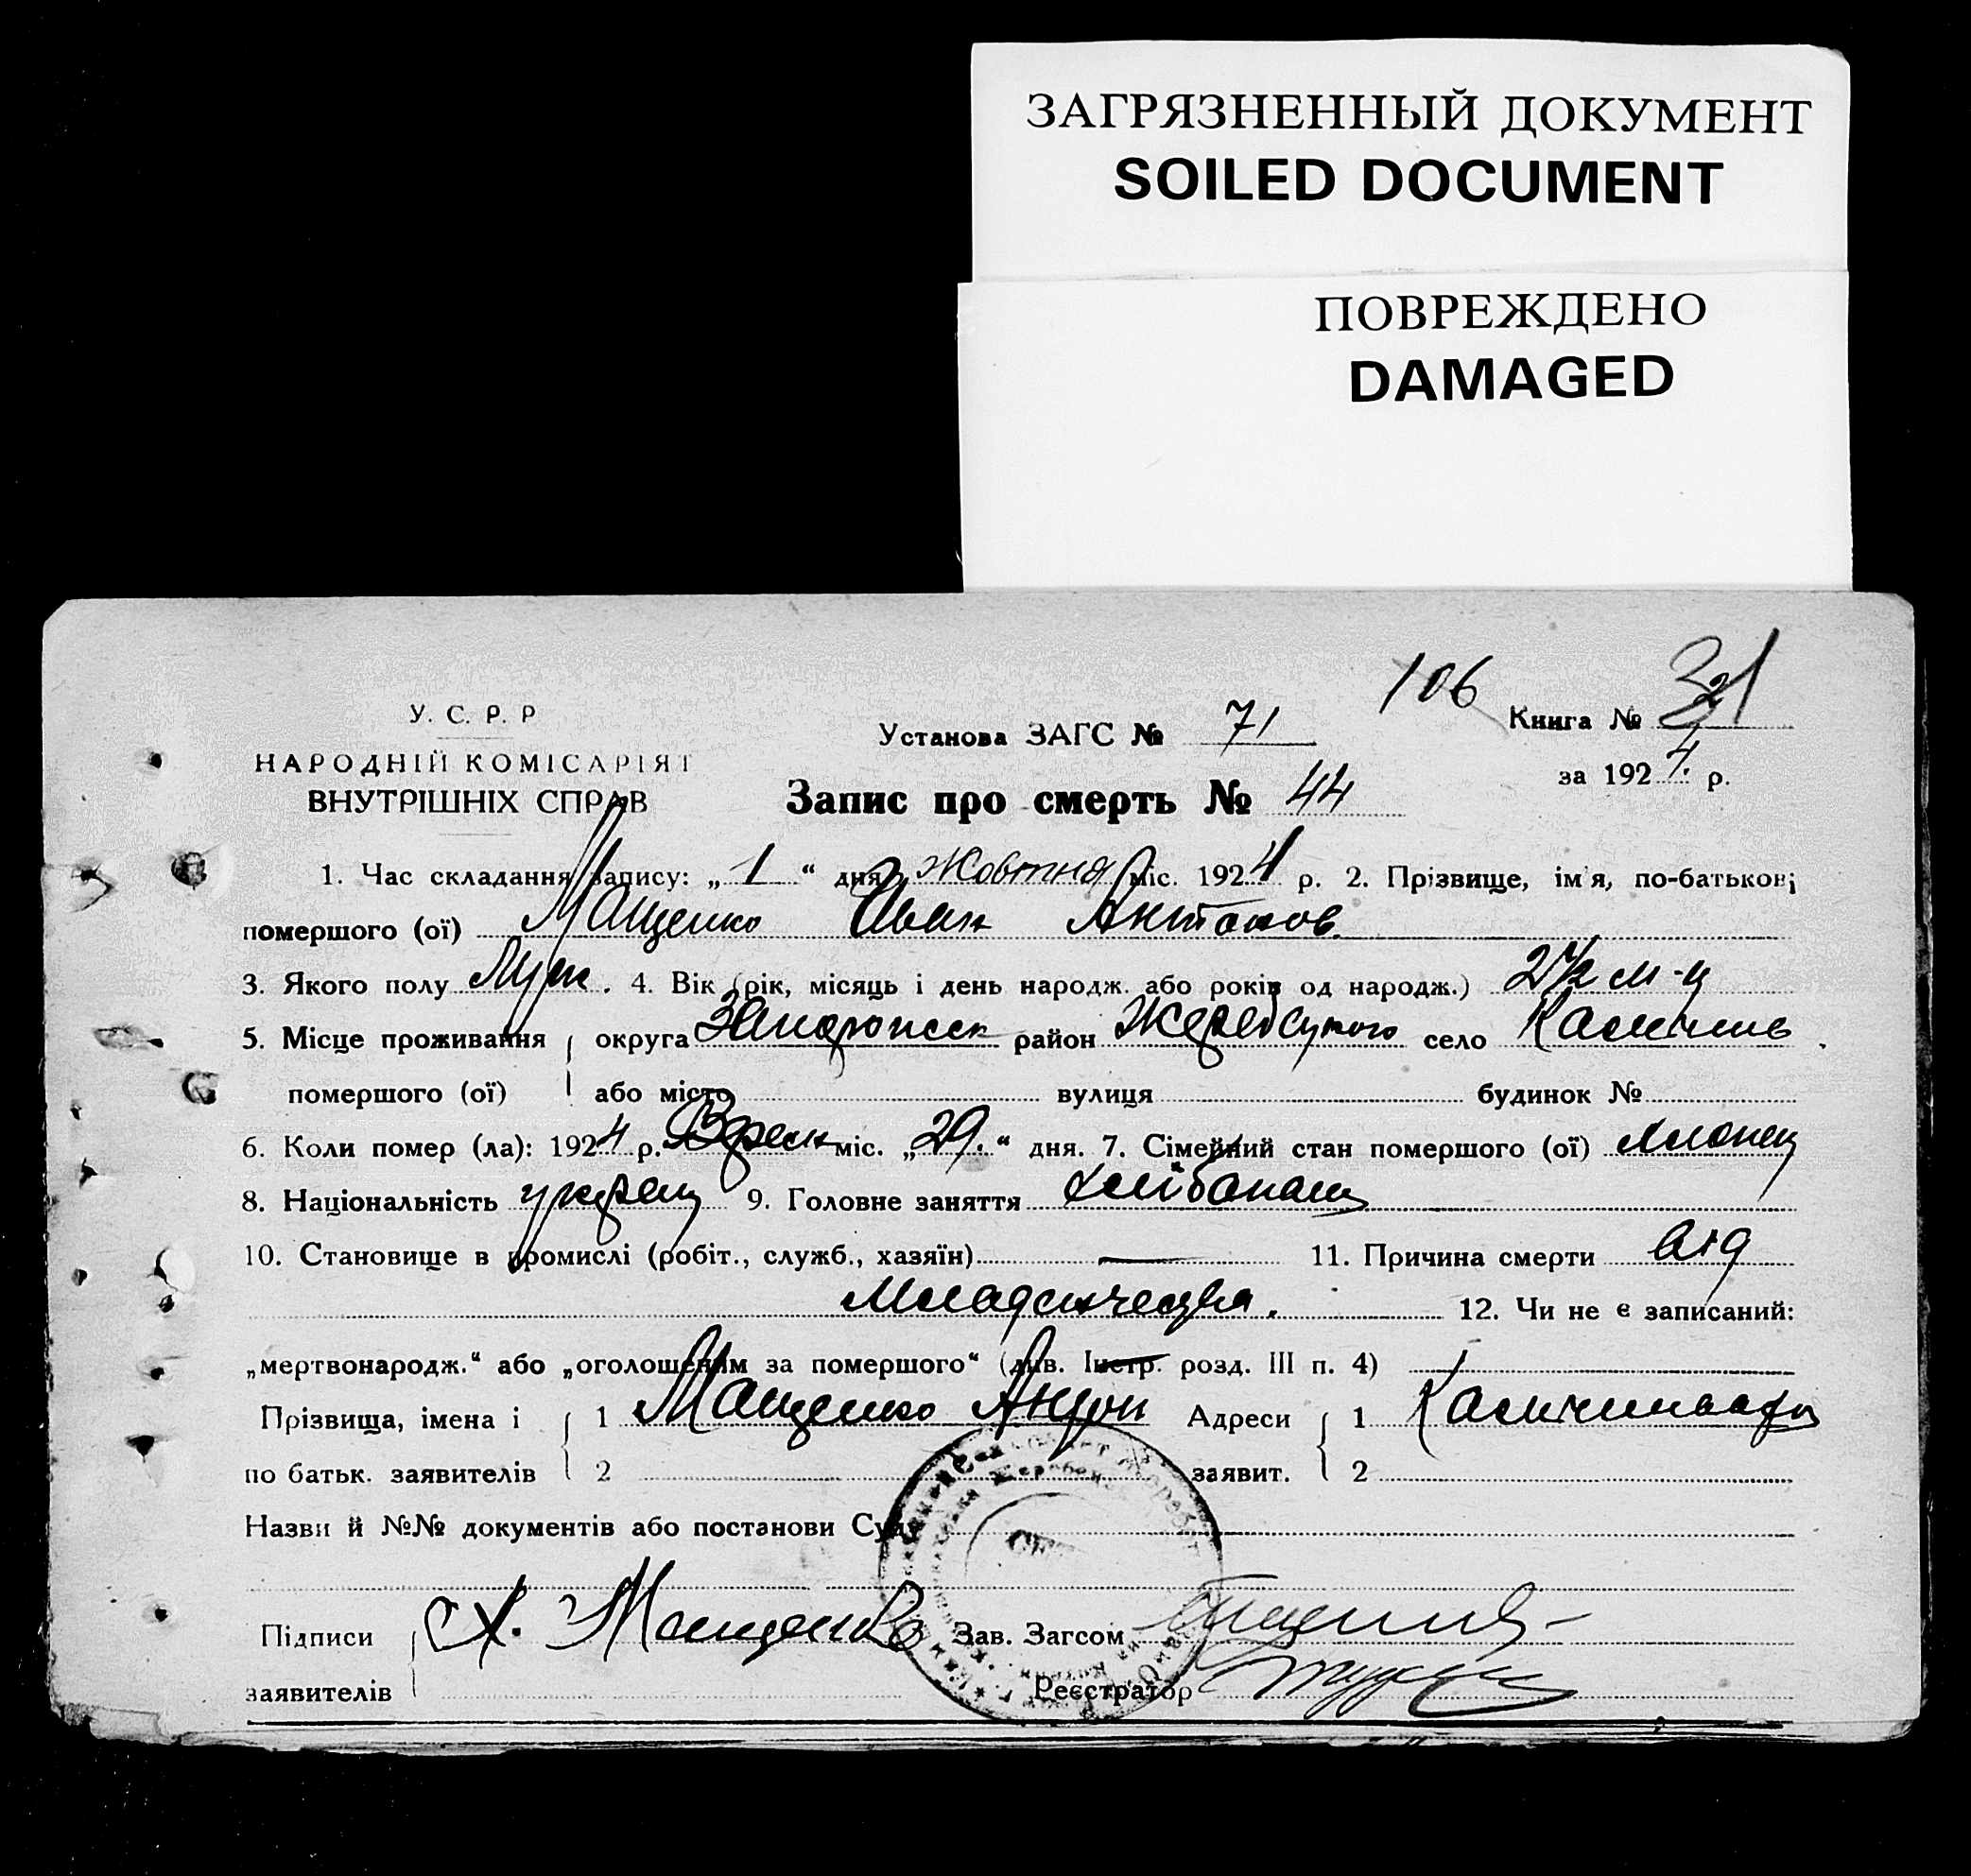 ЗАГРЯЗНЕННЫЙ ДОКУМЕНТ
SOILED DOCUMENT
ПОВРЕЖДЕНО
DAMAGED
106
У. С. Р. Р
НАРОДНІЙ КОМІСАРІЯТ
ВНУТРІШНІХ СПРАВ
Установа ЗАГС № 71
Книга №
за 1924 р.
Запис про смерть № 44
1. Час складання запису: „1“ дня Жовтня міс. 1924 р. 2. Прізвище, ім'я, по-батькові
помершого (ої) Мащенко Иван Антонов.
3. Якого полу Муж. 4. Вік (рік, місяць і день народж. або років од народж.) 2½ м-ц
5. Місце проживання округа район село
помершого (ої) або місто вулиця будинок №
6. Коли помер (ла): 1924 р. міс. „29.“ дня. 7. Сімейний стан помершого (ої) хлопец
8. Національність украец 9. Головне заняття
10. Становище в промислі (робіт., служб., хазяїн) — 11. Причина смерти від
12. Чи не є записаний:
„мертвонародж.“ або „оголошеним за помершого“ (див. Інстр. розд. III п. 4)
Прізвища, імена і 1 Мащенко Антон Адреси 1
по батьк. заявителів 2 заявит. 2
Назви й №№ документів або постанови Суду
Підписи А. Мащенко Зав. Загсом
заявителів Реєстратор